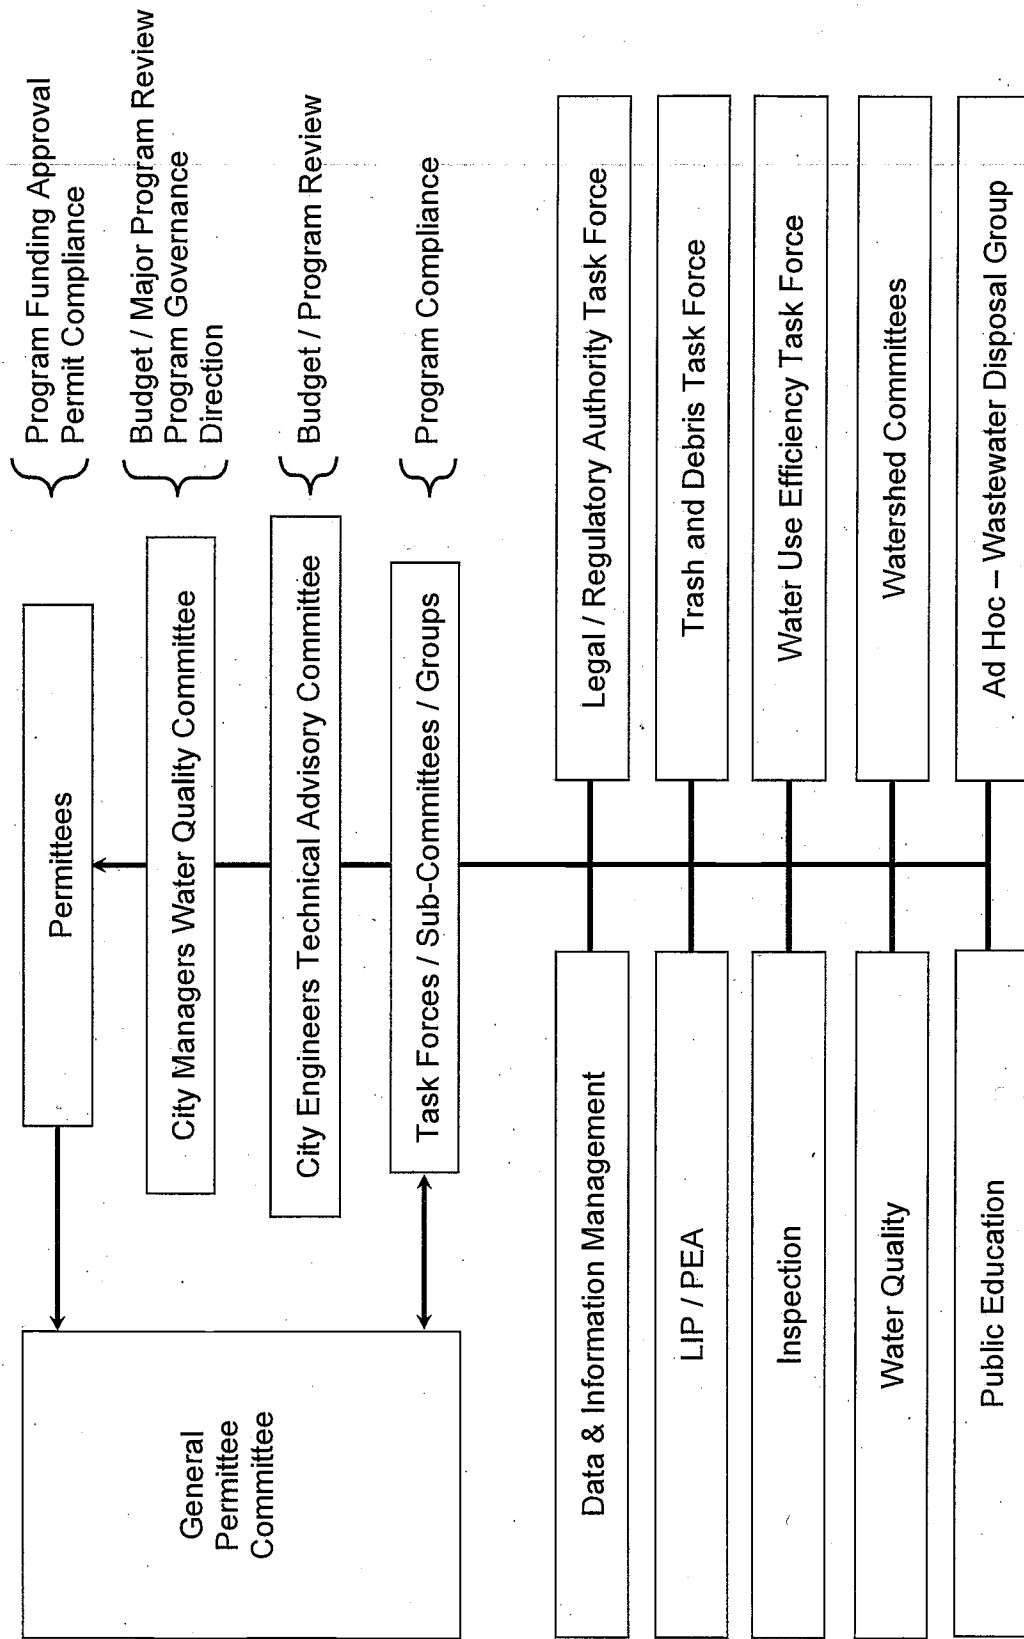 General
Permittee
Committee
Permittees
Program Funding Approval
Permit Compliance
City Managers Water Quality Committee
Budget / Major Program Review
Program Governance
Direction
City Engineers Technical Advisory Committee
Budget / Program Review
Task Forces / Sub-Committees / Groups
Program Compliance
Data & Information Management
Legal / Regulatory Authority Task Force
LIP / PEA
Trash and Debris Task Force
Inspection
Water Use Efficiency Task Force
Water Quality
Watershed Committees
Public Education
Ad Hoc – Wastewater Disposal Group